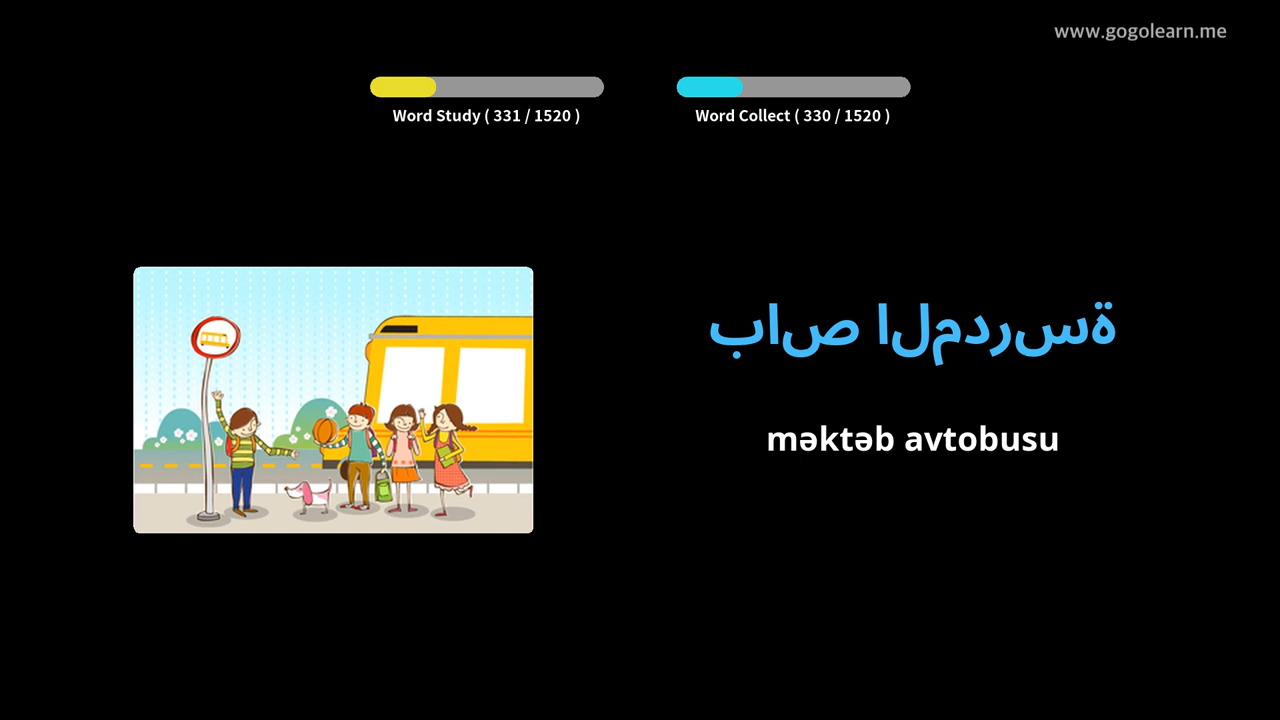 www.gogolearn.me
Word Study ( 331 / 1520 )
Word Collect ( 330 / 1520 )
باص المدرسة
məktəb avtobusu